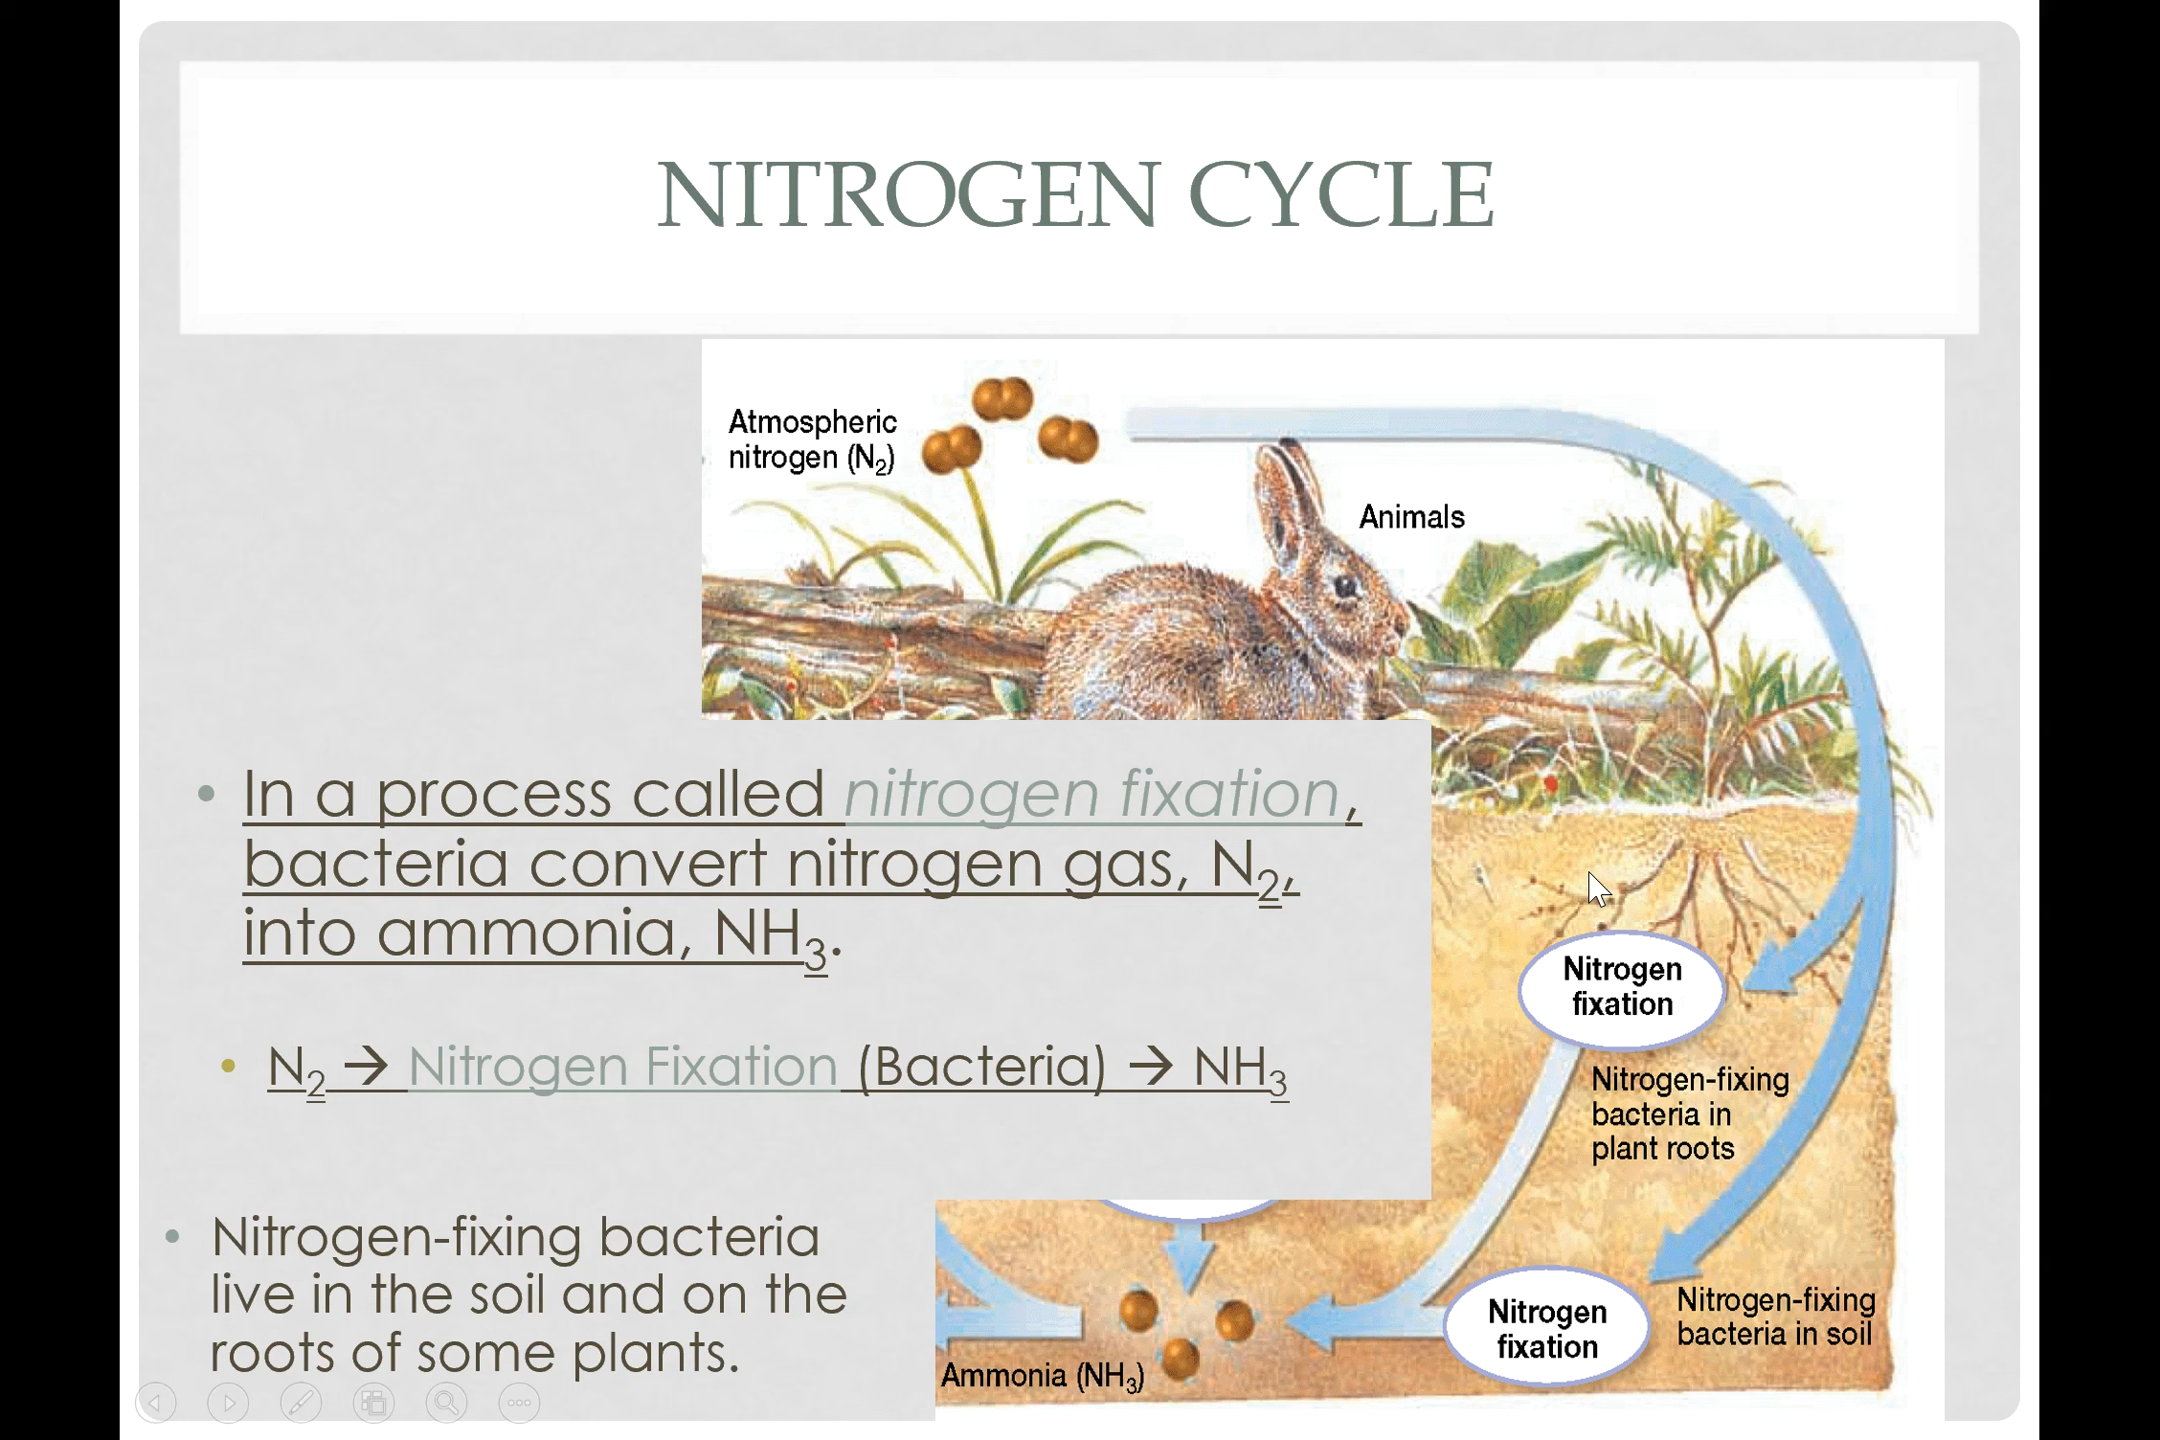 NITROGEN CYCLE
Atmospheric
nitrogen (N₂)
Animals
• In a process called nitrogen fixation,
bacteria convert nitrogen gas, N₂,
into ammonia, NH₃.
• N₂ → Nitrogen Fixation (Bacteria) → NH₃
• Nitrogen-fixing bacteria
live in the soil and on the
roots of some plants.
Nitrogen
fixation
Nitrogen-fixing
bacteria in
plant roots
Nitrogen
fixation
Nitrogen-fixing
bacteria in soil
Ammonia (NH₃)